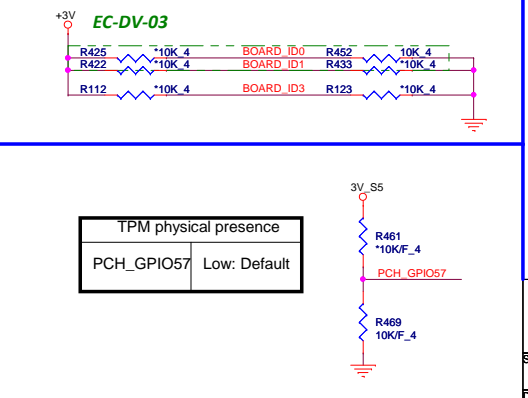 +3V
EC-DV-03
R425 *10K_4 BOARD_ID0 R452 10K_4
R422 *10K_4 BOARD_ID1 R433 *10K_4
R112 *10K_4 BOARD_ID3 R123 *10K_4
3V_S5
TPM physical presence
PCH_GPIO57 Low: Default
R461
*10K/F_4
PCH_GPIO57
R469
10K/F_4